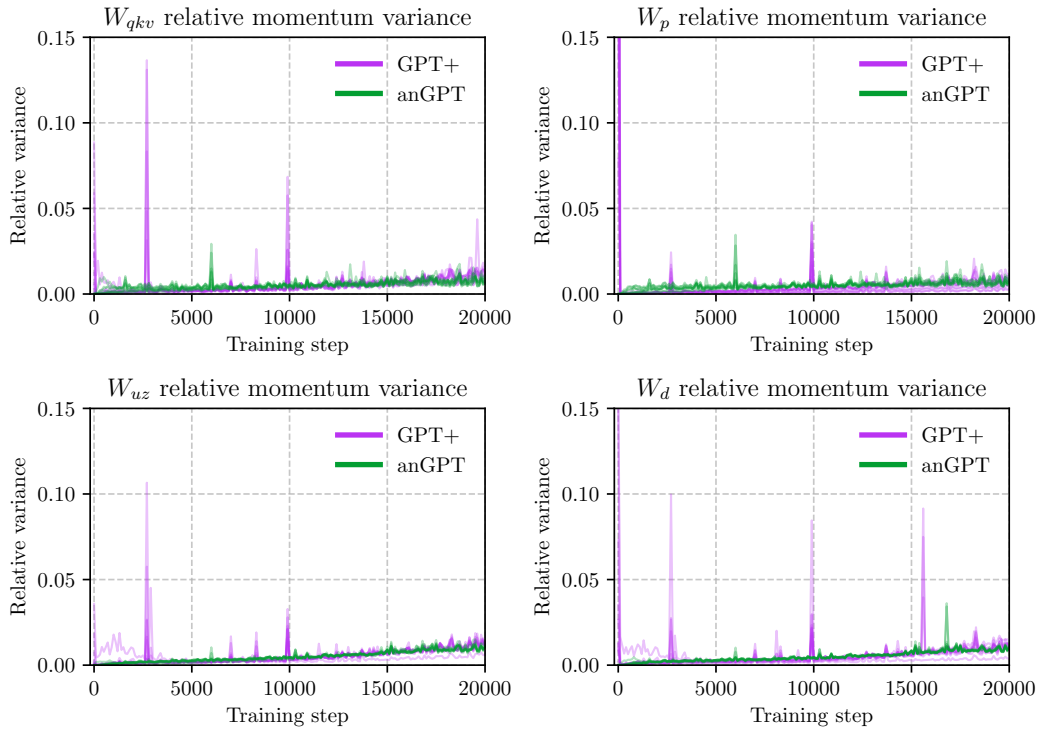 W_{qkv} relative momentum variance
Relative variance
0.15
0.10
0.05
0.00
GPT+
anGPT
0 5000 10000 15000 20000
Training step
W_p relative momentum variance
Relative variance
0.15
0.10
0.05
0.00
GPT+
anGPT
0 5000 10000 15000 20000
Training step
W_{uz} relative momentum variance
Relative variance
0.15
0.10
0.05
0.00
GPT+
anGPT
0 5000 10000 15000 20000
Training step
W_d relative momentum variance
Relative variance
0.15
0.10
0.05
0.00
GPT+
anGPT
0 5000 10000 15000 20000
Training step